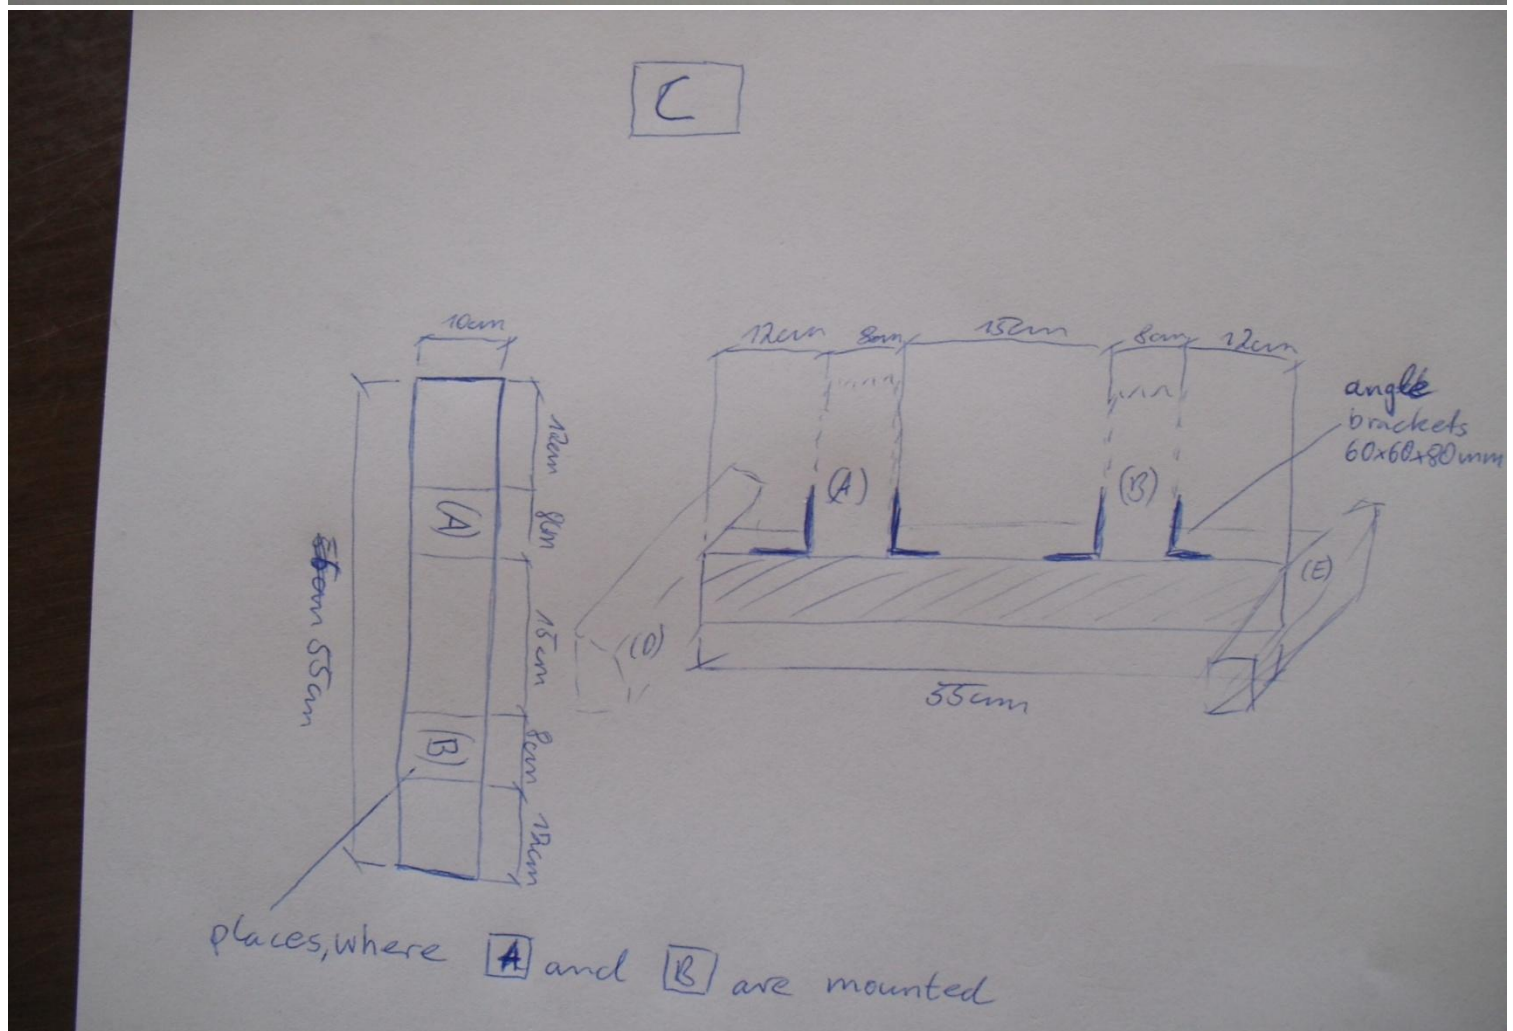 C
10cm
12cm
8cm
15cm
8cm
12cm
(A)
(B)
55cm
12cm 8cm 15cm 8cm 12cm
(A)
(B)
angle
brackets
60x60x80mm
(D)
(E)
55cm
places, where A and B are mounted